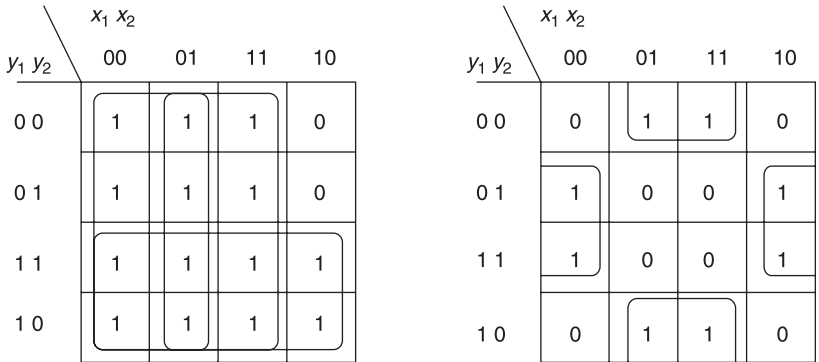 x1 x2 x1 x2
y1 y2 00 01 11 10 y1 y2 00 01 11 10
0 0 1 1 1 0 0 0 0 1 1 0
0 1 1 1 1 0 0 1 1 0 0 1
1 1 1 1 1 1 1 1 1 0 0 1
1 0 1 1 1 1 1 0 0 1 1 0